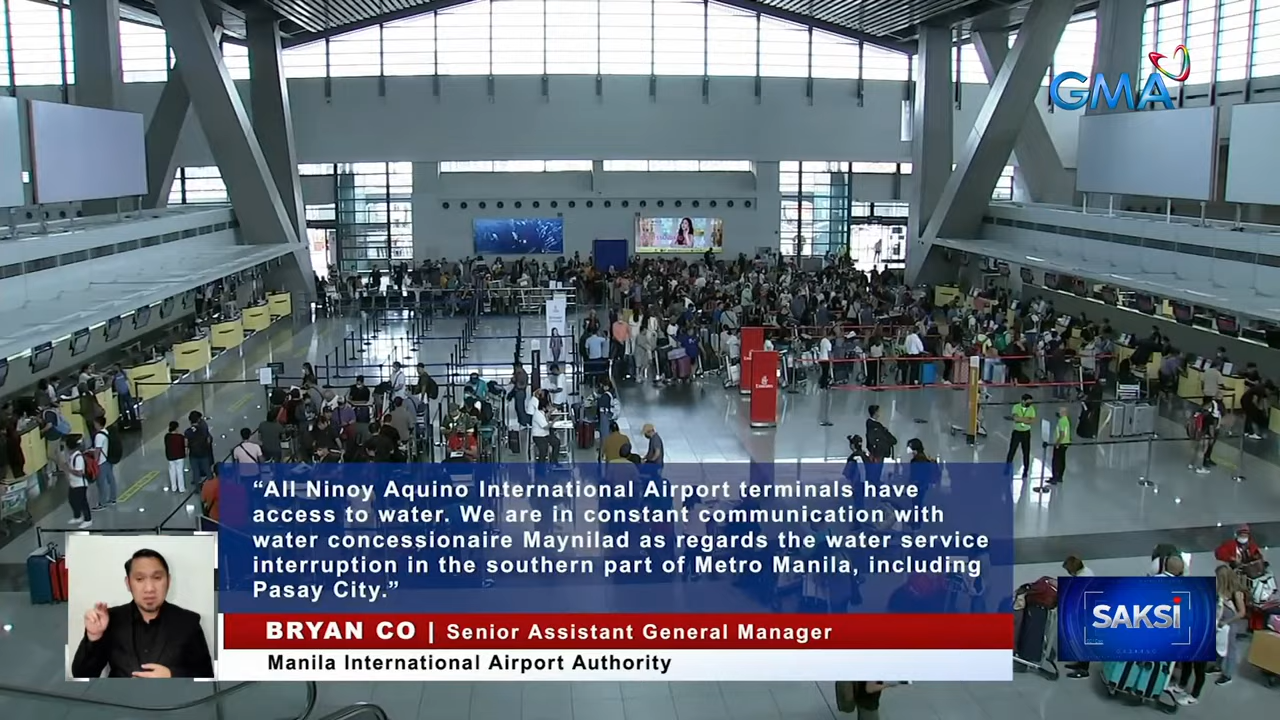 GMA
“All Ninoy Aquino International Airport terminals have
access to water. We are in constant communication with
water concessionaire Maynilad as regards the water service
interruption in the southern part of Metro Manila, including
Pasay City.”
BRYAN CO | Senior Assistant General Manager
Manila International Airport Authority
SAKSI
Emirates